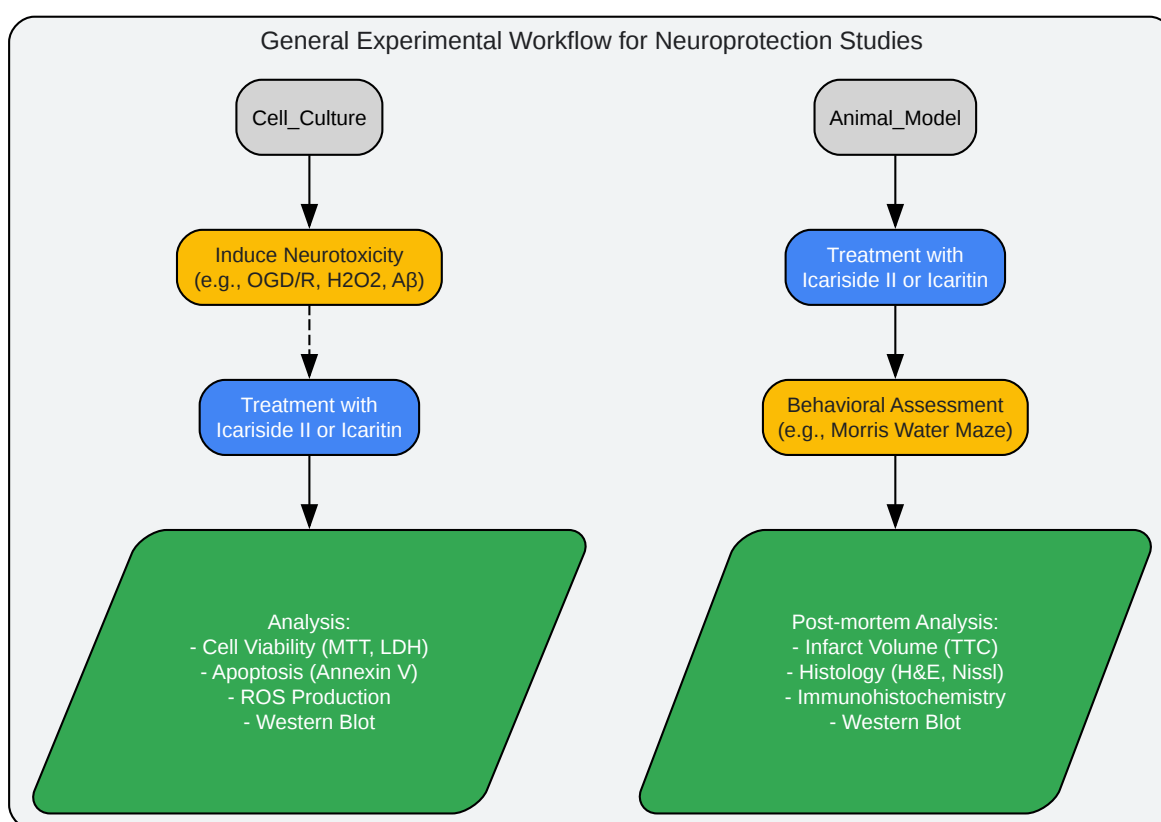 General Experimental Workflow for Neuroprotection Studies
Cell_Culture
Induce Neurotoxicity
(e.g., OGD/R, H2O2, Aβ)
Treatment with
Icariside II or Icaritin
Analysis:
- Cell Viability (MTT, LDH)
- Apoptosis (Annexin V)
- ROS Production
- Western Blot
Animal_Model
Treatment with
Icariside II or Icaritin
Behavioral Assessment
(e.g., Morris Water Maze)
Post-mortem Analysis:
- Infarct Volume (TTC)
- Histology (H&E, Nissl)
- Immunohistochemistry
- Western Blot